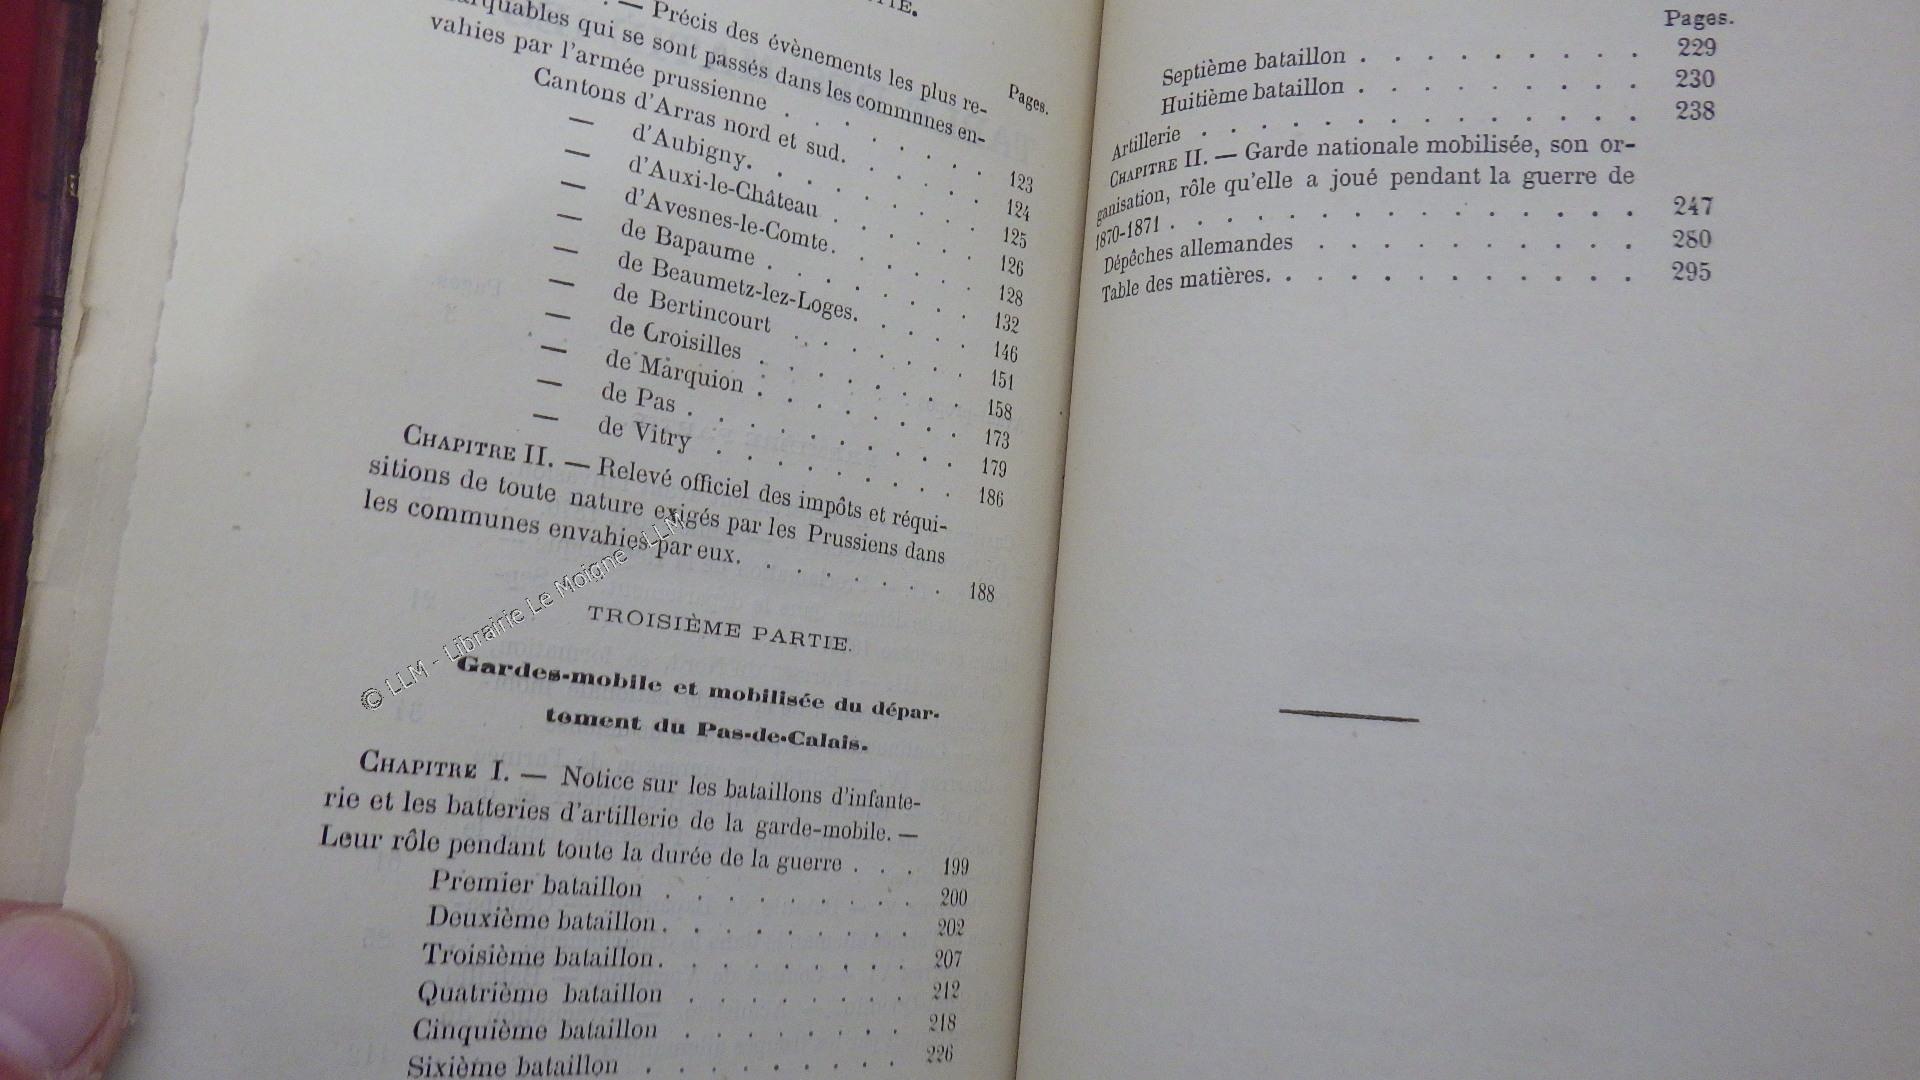 — Précis des évènements les plus re-
qui se sont passés dans les communes en-
vahies par l'armée prussienne . . . . . . . 123
Pages.
Cantons d'Arras nord et sud. . . . . . 124
— d'Aubigny. . . . . . . . 125
— d'Auxi-le-Château . . . . . . 126
— d'Avesnes-le-Comte. . . . . . 128
— de Bapaume . . . . . . . 132
— de Beaumetz-lez-Loges. . . . . 146
— de Bertincourt . . . . . . . 151
— de Croisilles . . . . . . . . 158
— de Marquion . . . . . . . . 173
— de Pas . . . . . . . . . 179
— de Vitry . . . . . . . . 186
CHAPITRE II. — Relevé officiel des impôts et réqui-
sitions de toute nature exigés par les Prussiens dans
les communes envahies par eux. . . . . . . . 188
TROISIÈME PARTIE.
Gardes-mobile et mobilisée du dépar-
tement du Pas-de-Calais.
CHAPITRE I. — Notice sur les bataillons d'infante-
rie et les batteries d'artillerie de la garde-mobile. —
Leur rôle pendant toute la durée de la guerre . . . 199
Premier bataillon . . . . . . . . . 200
Deuxième bataillon . . . . . . . . . 202
Troisième bataillon. . . . . . . . . 207
Quatrième bataillon . . . . . . . . 212
Cinquième bataillon . . . . . . . . 218
Sixième bataillon . . . . . . . . . 226
© LLM - Librairie Le Moigne - LLM
Pages.
Septième bataillon . . . . . . . . . 229
Huitième bataillon . . . . . . . . . 230
Artillerie . . . . . . . . . . . . 238
CHAPITRE II. — Garde nationale mobilisée, son or-
ganisation, rôle qu'elle a joué pendant la guerre de
1870-1871 . . . . . . . . . . . . . 247
Dépêches allemandes . . . . . . . . . 280
Table des matières. . . . . . . . . . 295